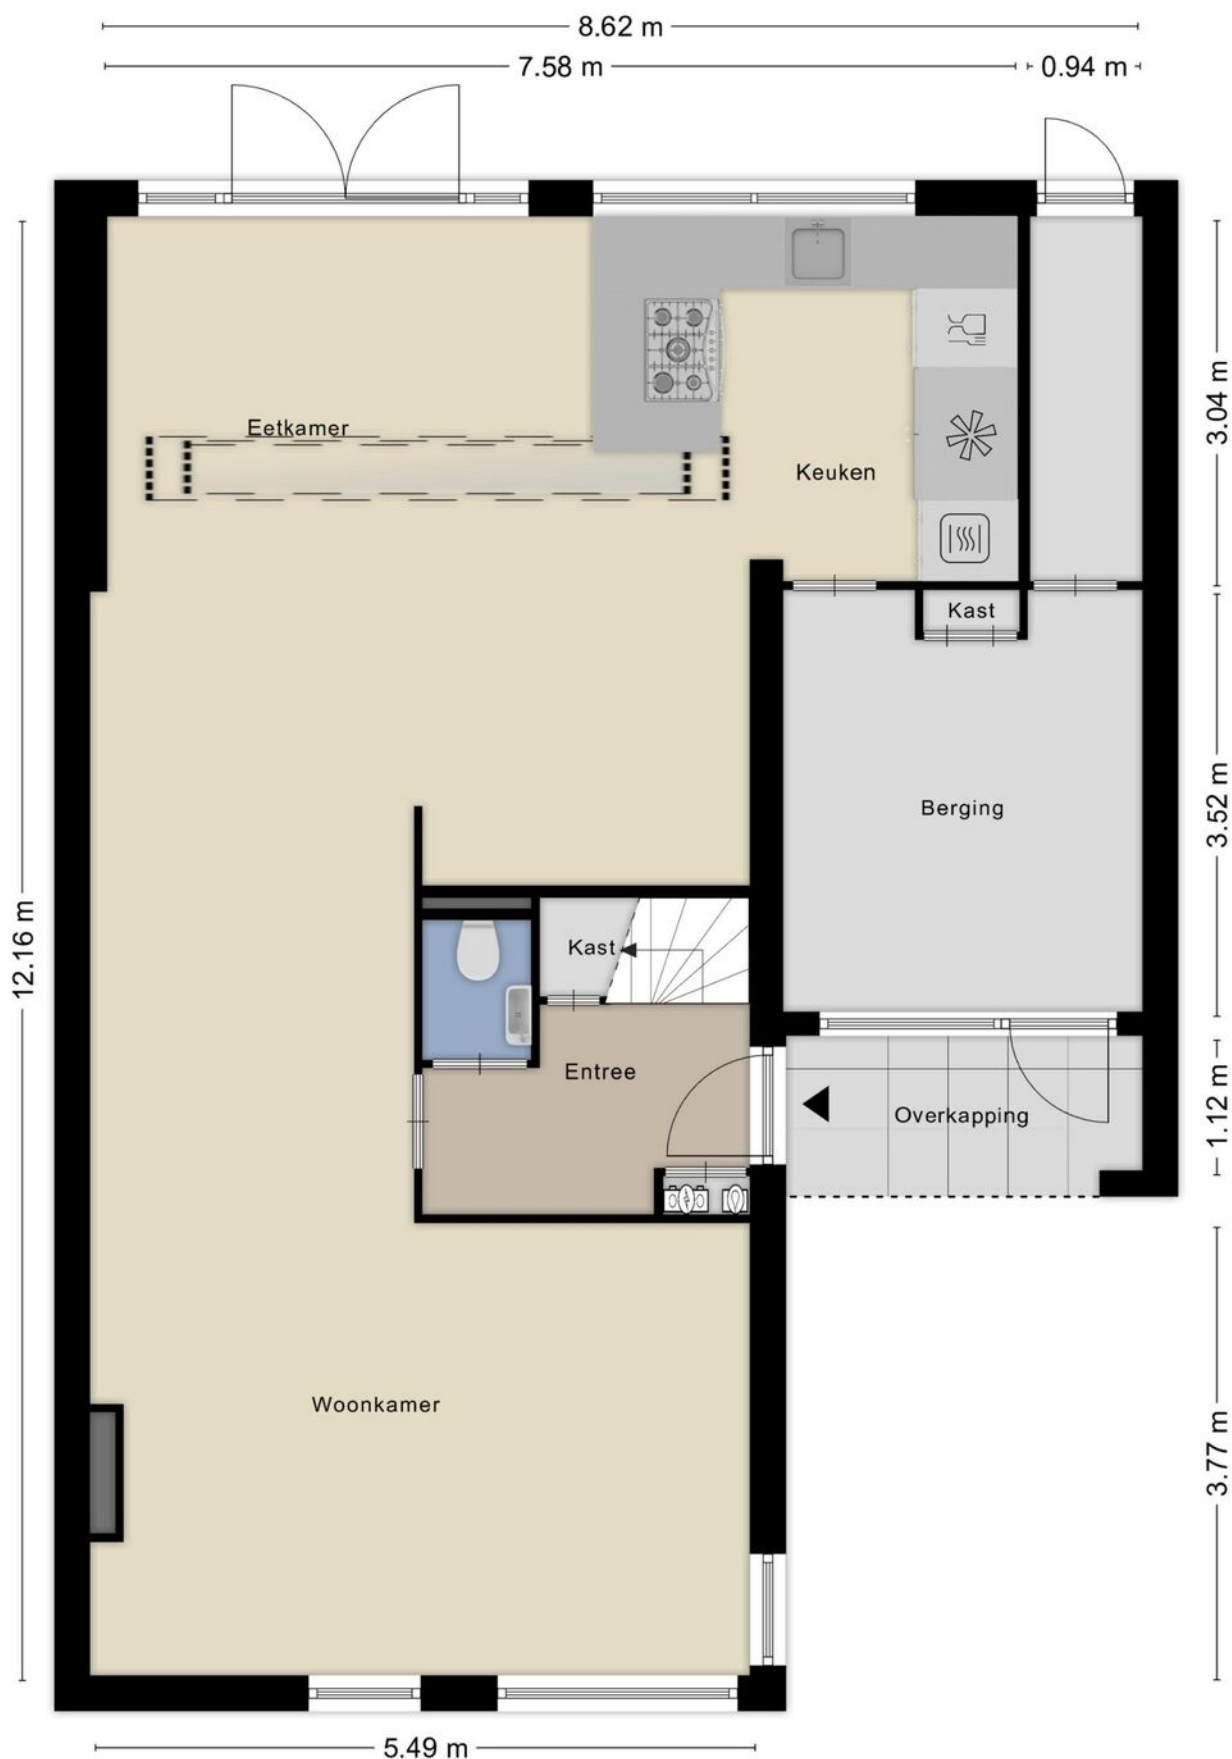 8.62 m
7.58 m
0.94 m
Eetkamer
3.04 m
Keuken
Kast
3.52 m
Berging
12.16 m
Kast
Entree
1.12 m
Overkapping
Woonkamer
3.77 m
5.49 m